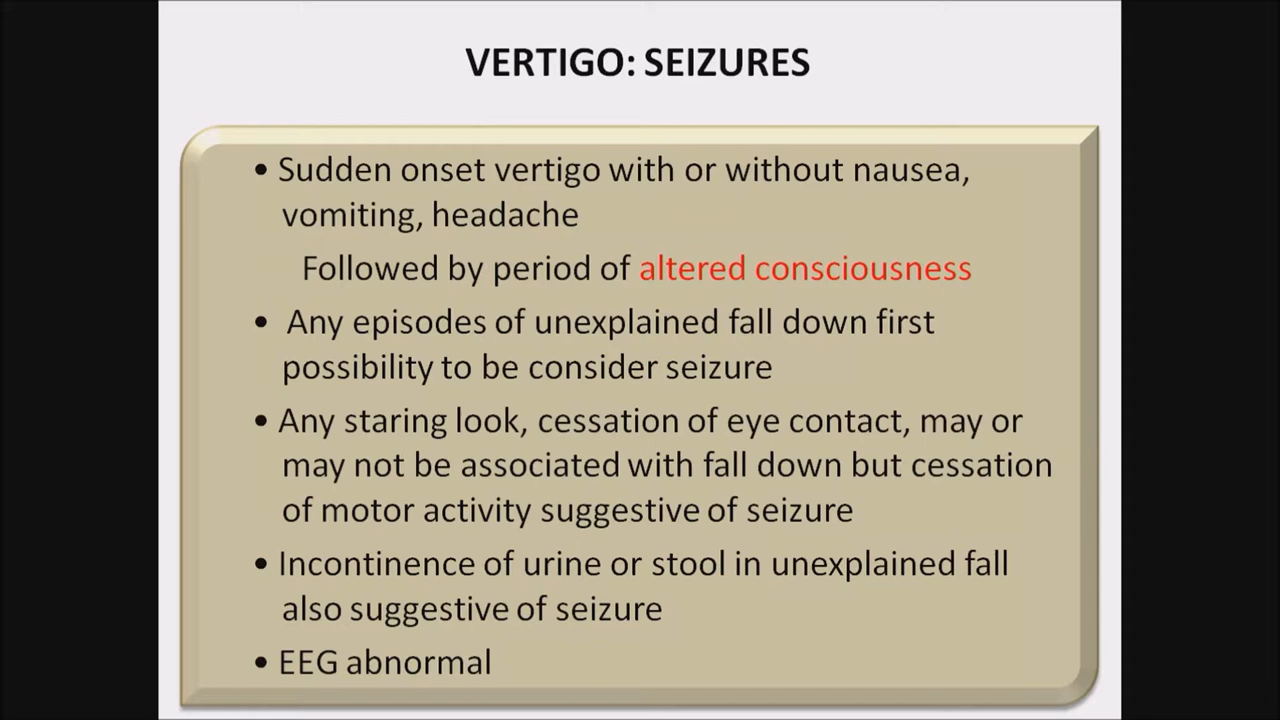 VERTIGO: SEIZURES
• Sudden onset vertigo with or without nausea,
vomiting, headache
Followed by period of altered consciousness
• Any episodes of unexplained fall down first
possibility to be consider seizure
• Any staring look, cessation of eye contact, may or
may not be associated with fall down but cessation
of motor activity suggestive of seizure
• Incontinence of urine or stool in unexplained fall
also suggestive of seizure
• EEG abnormal